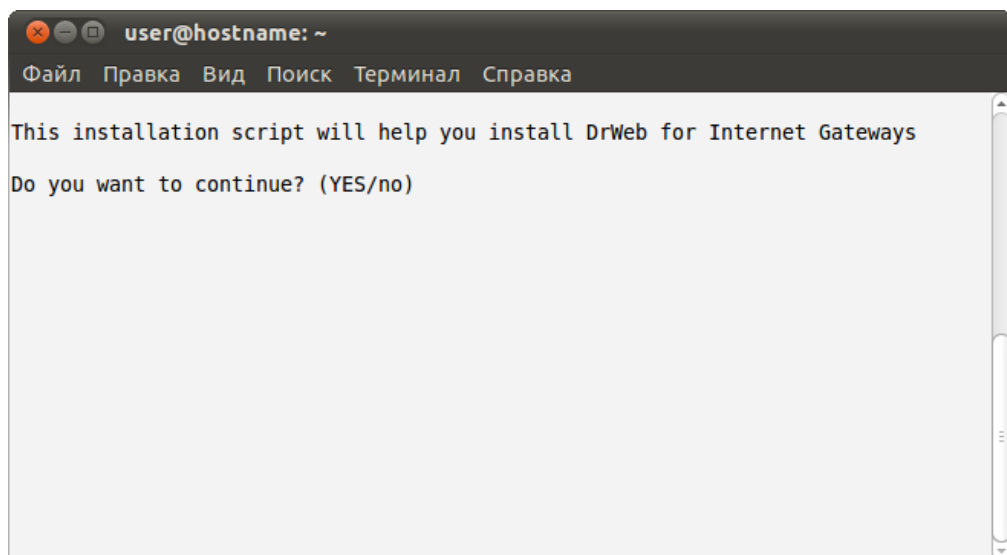 user@hostname: ~
Файл Правка Вид Поиск Терминал Справка
This installation script will help you install DrWeb for Internet Gateways
Do you want to continue? (YES/no)